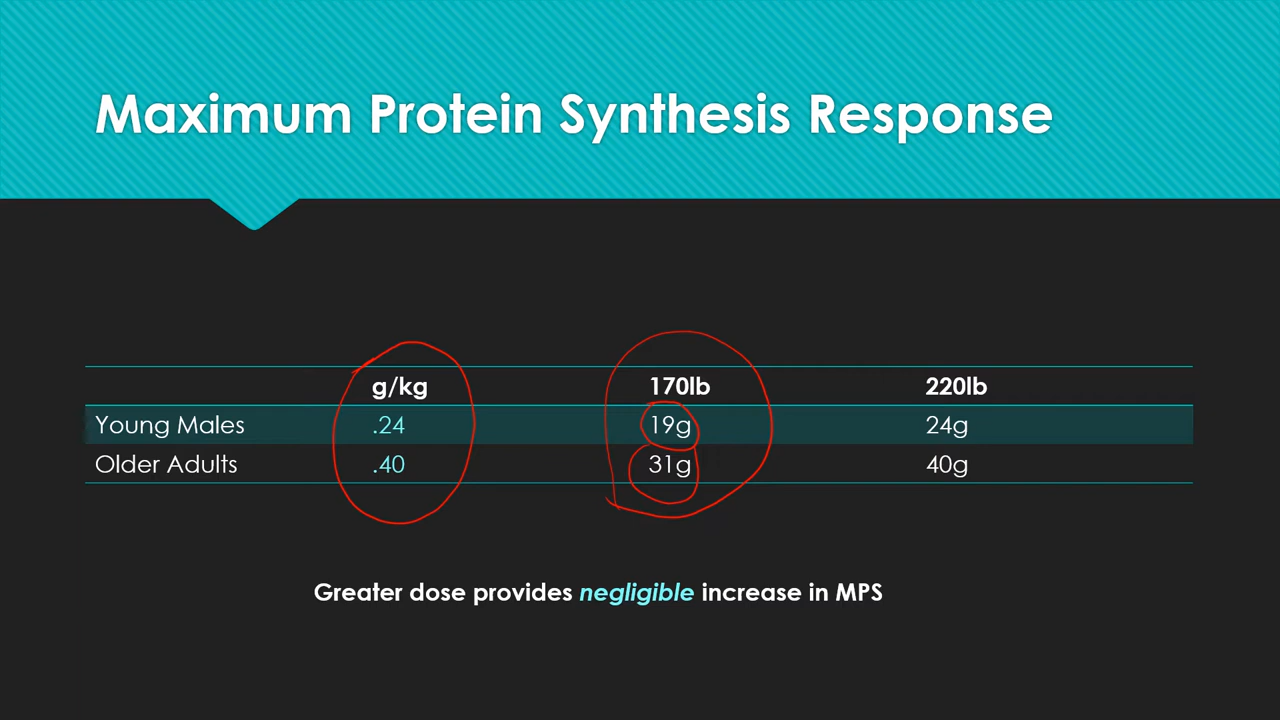 Maximum Protein Synthesis Response
g/kg 170lb 220lb
Young Males .24 19g 24g
Older Adults .40 31g 40g
Greater dose provides negligible increase in MPS